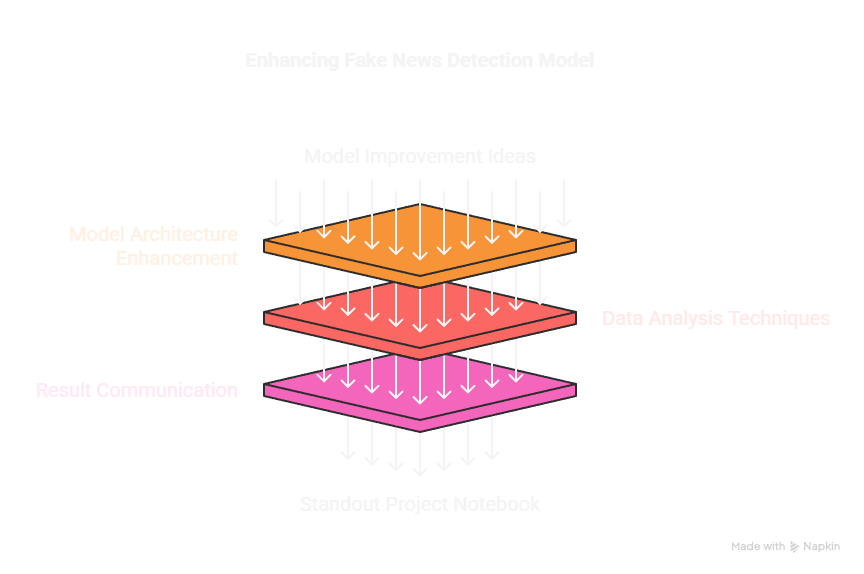 Enhancing Fake News Detection Model
Model Improvement Ideas
Model Architecture
Enhancement
Data Analysis Techniques
Result Communication
Standout Project Notebook
Made with Napkin